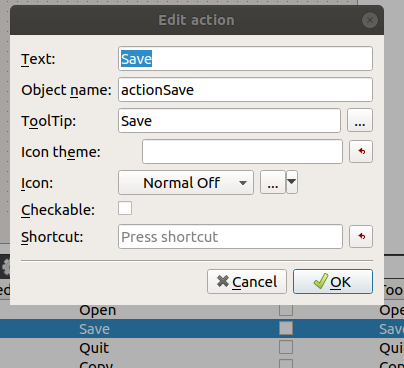 Edit action
Text: Save
Object name: actionSave
ToolTip: Save ...
Icon theme:
Icon: Normal Off ...
Checkable:
Shortcut: Press shortcut
Cancel OK
Open Ope
Save Save
Quit Quit
Copy